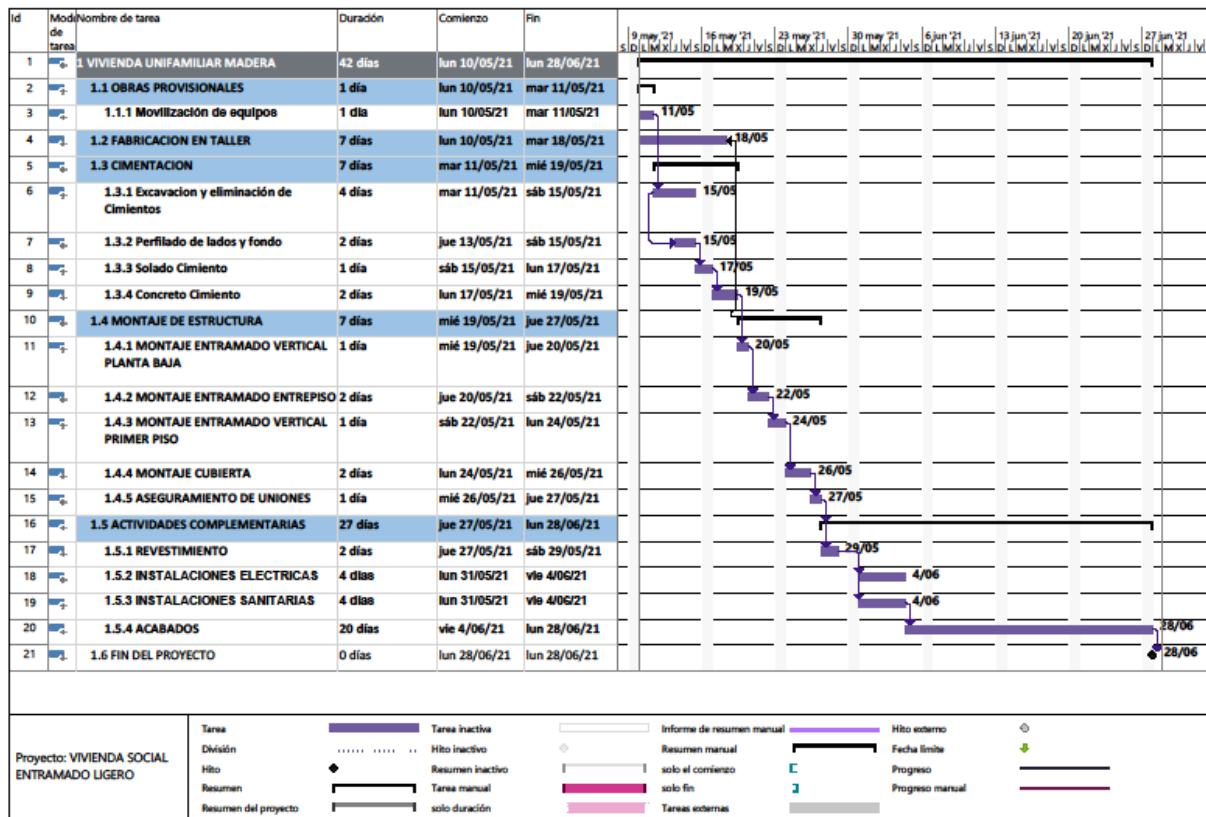 Id Modo de tarea Nombre de tarea Duración Comienzo Fin
9 may '21 16 may '21 23 may '21 30 may '21 6 jun '21 13 jun '21 20 jun '21 27 jun '21
S D L M X J V S D L M X J V S D L M X J V S D L M X J V S D L M X J V S D L M X J V S D L M X J V S D L M X J V
1 1 VIVIENDA UNIFAMILIAR MADERA 42 días lun 10/05/21 lun 28/06/21
2 1.1 OBRAS PROVISIONALES 1 día lun 10/05/21 mar 11/05/21
3 1.1.1 Movilización de equipos 1 día lun 10/05/21 mar 11/05/21 11/05
4 1.2 FABRICACION EN TALLER 7 días lun 10/05/21 mar 18/05/21 18/05
5 1.3 CIMENTACION 7 días mar 11/05/21 mié 19/05/21
6 1.3.1 Excavacion y eliminación de 4 días mar 11/05/21 sáb 15/05/21 15/05
Cimientos
7 1.3.2 Perfilado de lados y fondo 2 días jue 13/05/21 sáb 15/05/21 15/05
8 1.3.3 Solado Cimiento 1 día sáb 15/05/21 lun 17/05/21 17/05
9 1.3.4 Concreto Cimiento 2 días lun 17/05/21 mié 19/05/21 19/05
10 1.4 MONTAJE DE ESTRUCTURA 7 días mié 19/05/21 jue 27/05/21
11 1.4.1 MONTAJE ENTRAMADO VERTICAL 1 día mié 19/05/21 jue 20/05/21 20/05
PLANTA BAJA
12 1.4.2 MONTAJE ENTRAMADO ENTREPISO 2 días jue 20/05/21 sáb 22/05/21 22/05
13 1.4.3 MONTAJE ENTRAMADO VERTICAL 1 día sáb 22/05/21 lun 24/05/21 24/05
PRIMER PISO
14 1.4.4 MONTAJE CUBIERTA 2 días lun 24/05/21 mié 26/05/21 26/05
15 1.4.5 ASEGURAMIENTO DE UNIONES 1 día mié 26/05/21 jue 27/05/21 27/05
16 1.5 ACTIVIDADES COMPLEMENTARIAS 27 días jue 27/05/21 lun 28/06/21
17 1.5.1 REVESTIMIENTO 2 días jue 27/05/21 sáb 29/05/21 29/05
18 1.5.2 INSTALACIONES ELECTRICAS 4 días lun 31/05/21 vie 4/06/21 4/06
19 1.5.3 INSTALACIONES SANITARIAS 4 días lun 31/05/21 vie 4/06/21 4/06
20 1.5.4 ACABADOS 20 días vie 4/06/21 lun 28/06/21 28/06
21 1.6 FIN DEL PROYECTO 0 días lun 28/06/21 lun 28/06/21 28/06
Proyecto: VIVIENDA SOCIAL
ENTRAMADO LIGERO
Tarea Tarea inactiva Informe de resumen manual Hito externo
División Hito inactivo Resumen manual Fecha límite
Hito Resumen inactivo solo el comienzo Progreso
Resumen Tarea manual solo fin Progreso manual
Resumen del proyecto solo duración Tareas externas